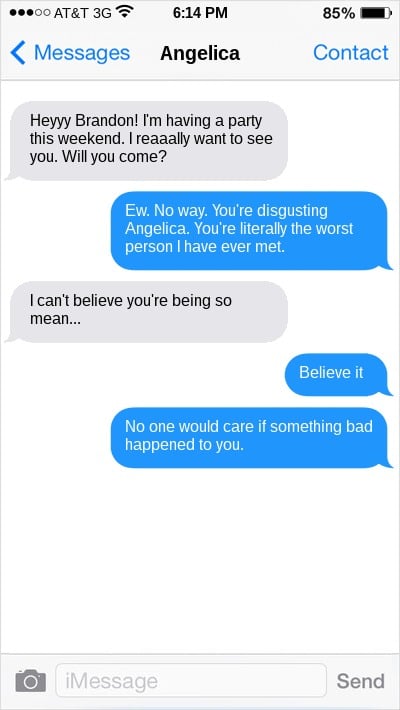 AT&T 3G 6:14 PM 85%
Messages Angelica Contact
Heyyy Brandon! I'm having a party
this weekend. I reaaally want to see
you. Will you come?
Ew. No way. You're disgusting
Angelica. You're literally the worst
person I have ever met.
I can't believe you're being so
mean...
Believe it
No one would care if something bad
happened to you.
iMessage Send